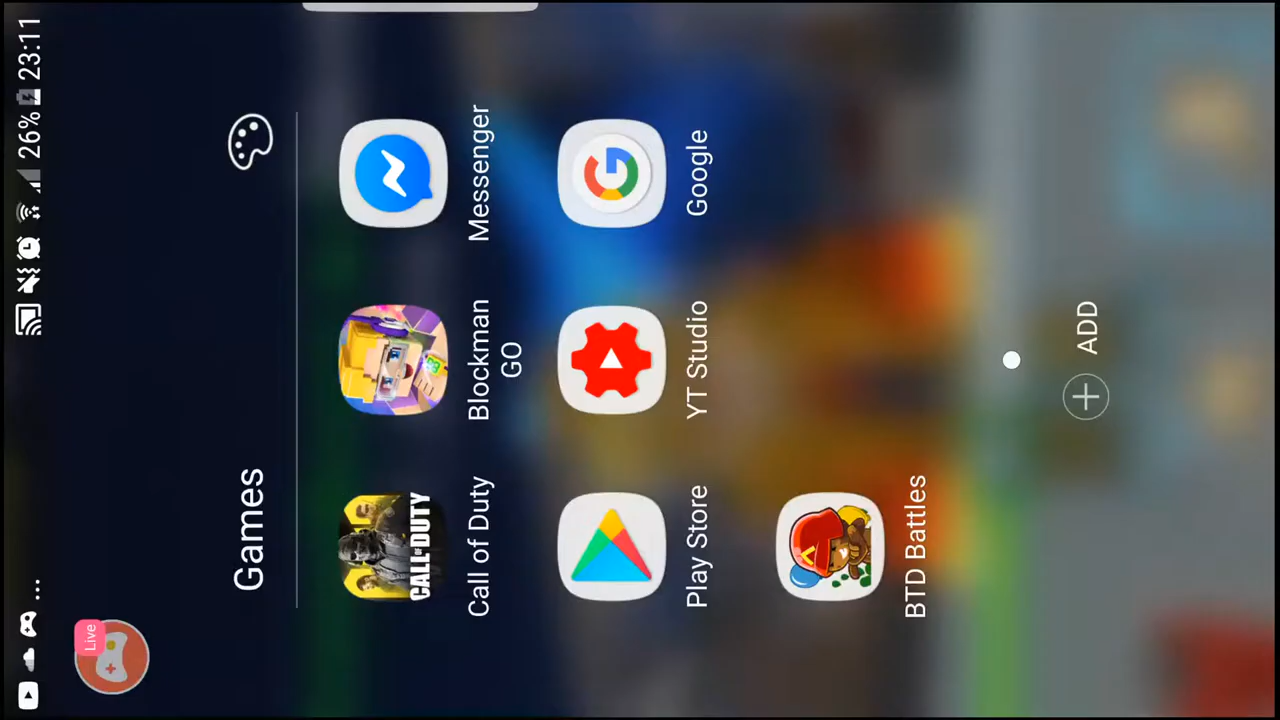 ... 26% 23:11
Live
Games
CALL OF DUTY
Call of Duty
Blockman
GO
Messenger
Play Store
YT Studio
Google
BTD Battles
ADD